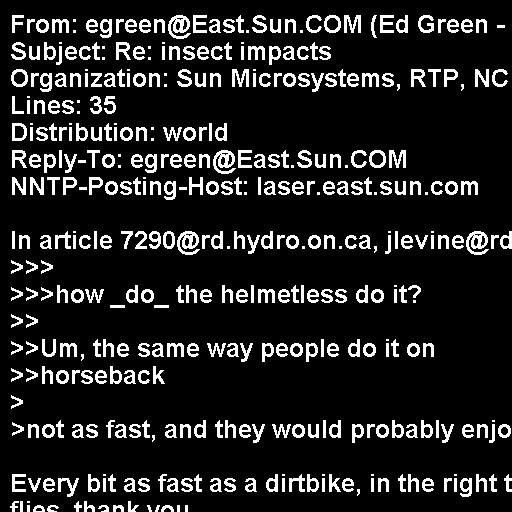 From: egreen@East.Sun.COM (Ed Green -
Subject: Re: insect impacts
Organization: Sun Microsystems, RTP, NC
Lines: 35
Distribution: world
Reply-To: egreen@East.Sun.COM
NNTP-Posting-Host: laser.east.sun.com

In article 7290@rd.hydro.on.ca, jlevine@rd
>>>
>>>how _do_ the helmetless do it?
>>
>>Um, the same way people do it on
>>horseback
>
>not as fast, and they would probably enjo

Every bit as fast as a dirtbike, in the right t
flies, thank you